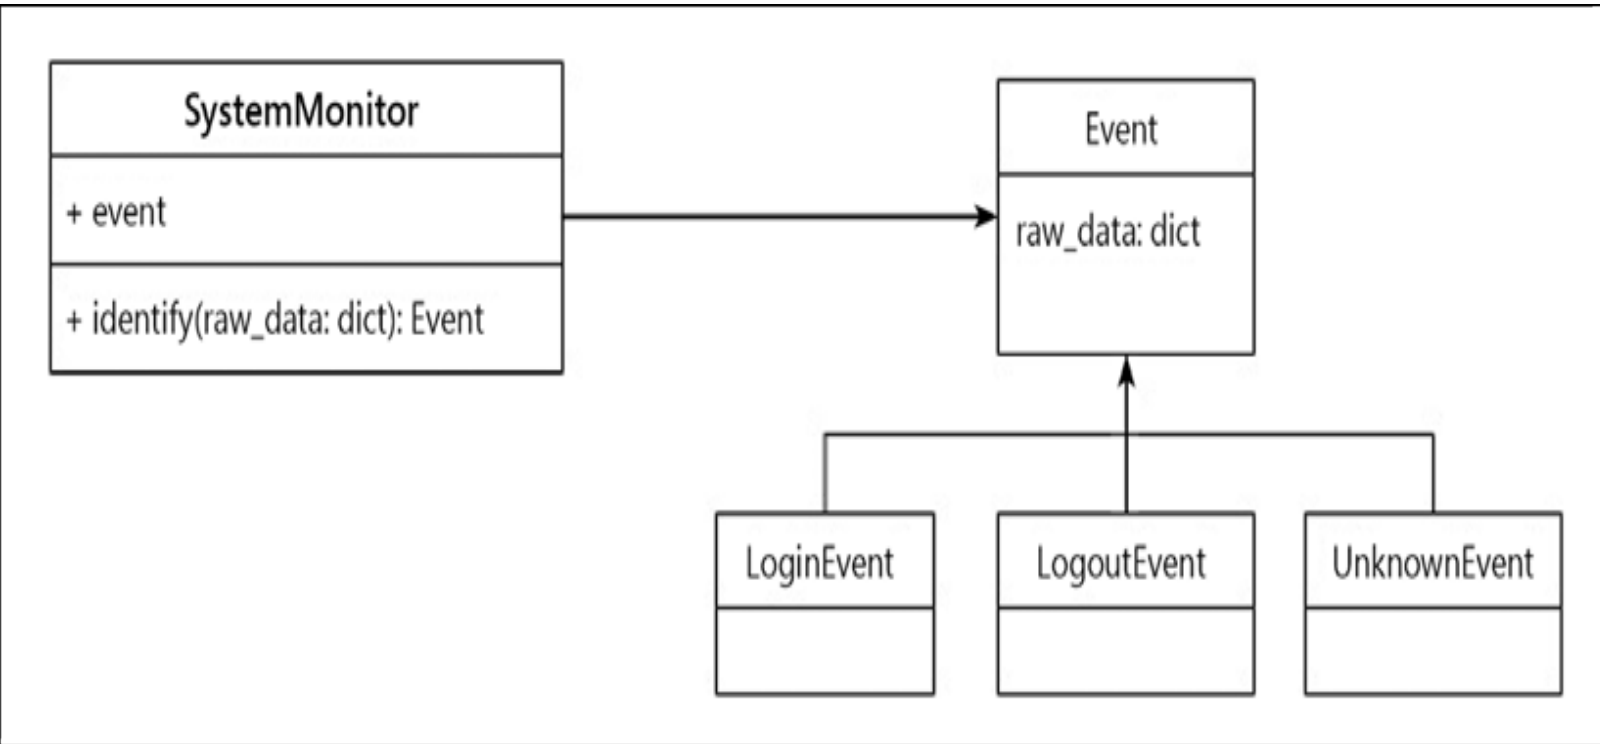 SystemMonitor
+ event
+ identify(raw_data: dict): Event
Event
raw_data: dict
LoginEvent
LogoutEvent
UnknownEvent